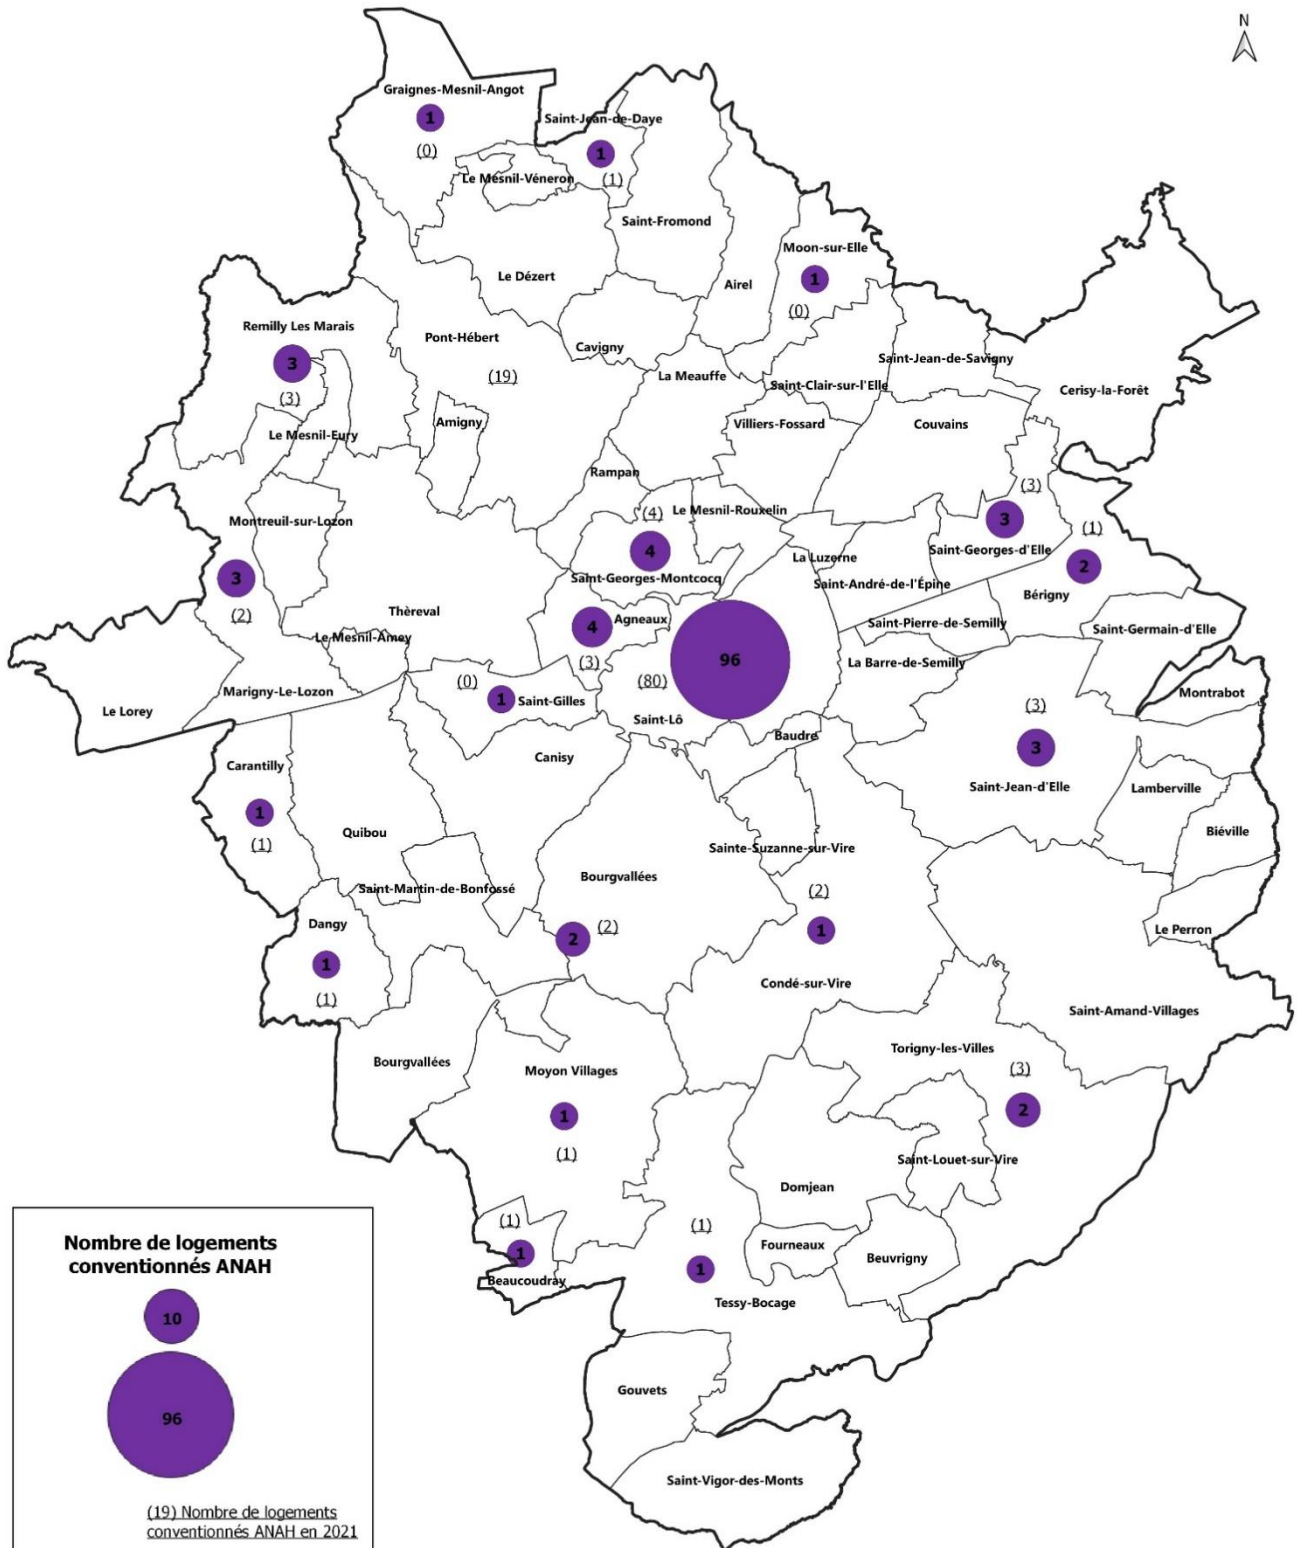 N
Graignes-Mesnil-Angot
1
(0)
Saint-Jean-de-Daye
1
(1)
Le Mesnil-Véneron
Saint-Fromond
Le Dézert
Airel
Moon-sur-Elle
1
(0)
Remilly Les Marais
3
(3)
Pont-Hébert
(19)
Cavigny
La Meauffe
Saint-Clair-sur-l'Elle
Saint-Jean-de-Savigny
Cerisy-la-Forêt
Le Mesnil-Eury
Amigny
Villiers-Fossard
Couvains
Rampan
Montreuil-sur-Lozon
(4)
4
Saint-Georges-Montcocq
Le Mesnil-Rouxelin
La Luzerne
Saint-André-de-l'Épine
(3)
3
Saint-Georges-d'Elle
(1)
2
Bérigny
3
(2)
Marigny-Le-Lozon
Thèreval
Le Mesnil-Amey
4
Agneaux
(3)
96
(80)
Saint-Lô
Saint-Pierre-de-Semilly
Saint-Germain-d'Elle
La Barre-de-Semilly
Montrabot
Le Lorey
(0)
1
Saint-Gilles
Baudre
(3)
3
Saint-Jean-d'Elle
Canisy
Carantilly
1
(1)
Lamberville
Biéville
Quibou
Sainte-Suzanne-sur-Vire
Saint-Martin-de-Bonfossé
Bourgvallées
2
(2)
(2)
1
Condé-sur-Vire
Le Perron
Dangy
1
(1)
Saint-Amand-Villages
Bourgvallées
Moyon Villages
1
(1)
Torigny-les-Villes
(3)
2
Saint-Louet-sur-Vire
Domjean
(1)
1
Beaucoudray
(1)
1
Tessy-Bocage
Fourneaux
Beuvrigny
Gouvets
Saint-Vigor-des-Monts
Nombre de logements
conventionnés ANAH
10
96
(19) Nombre de logements
conventionnés ANAH en 2021